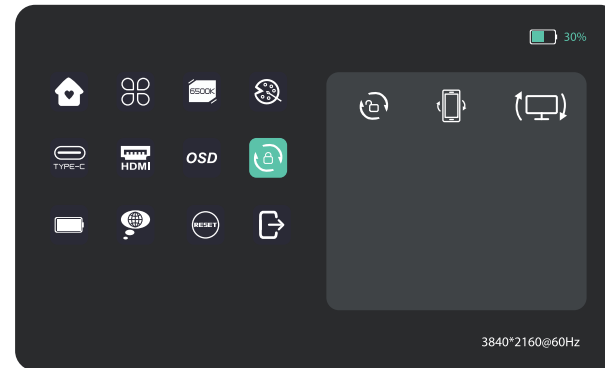 30%
6500K
TYPE-C
HDMI
OSD
RESET
3840*2160@60Hz